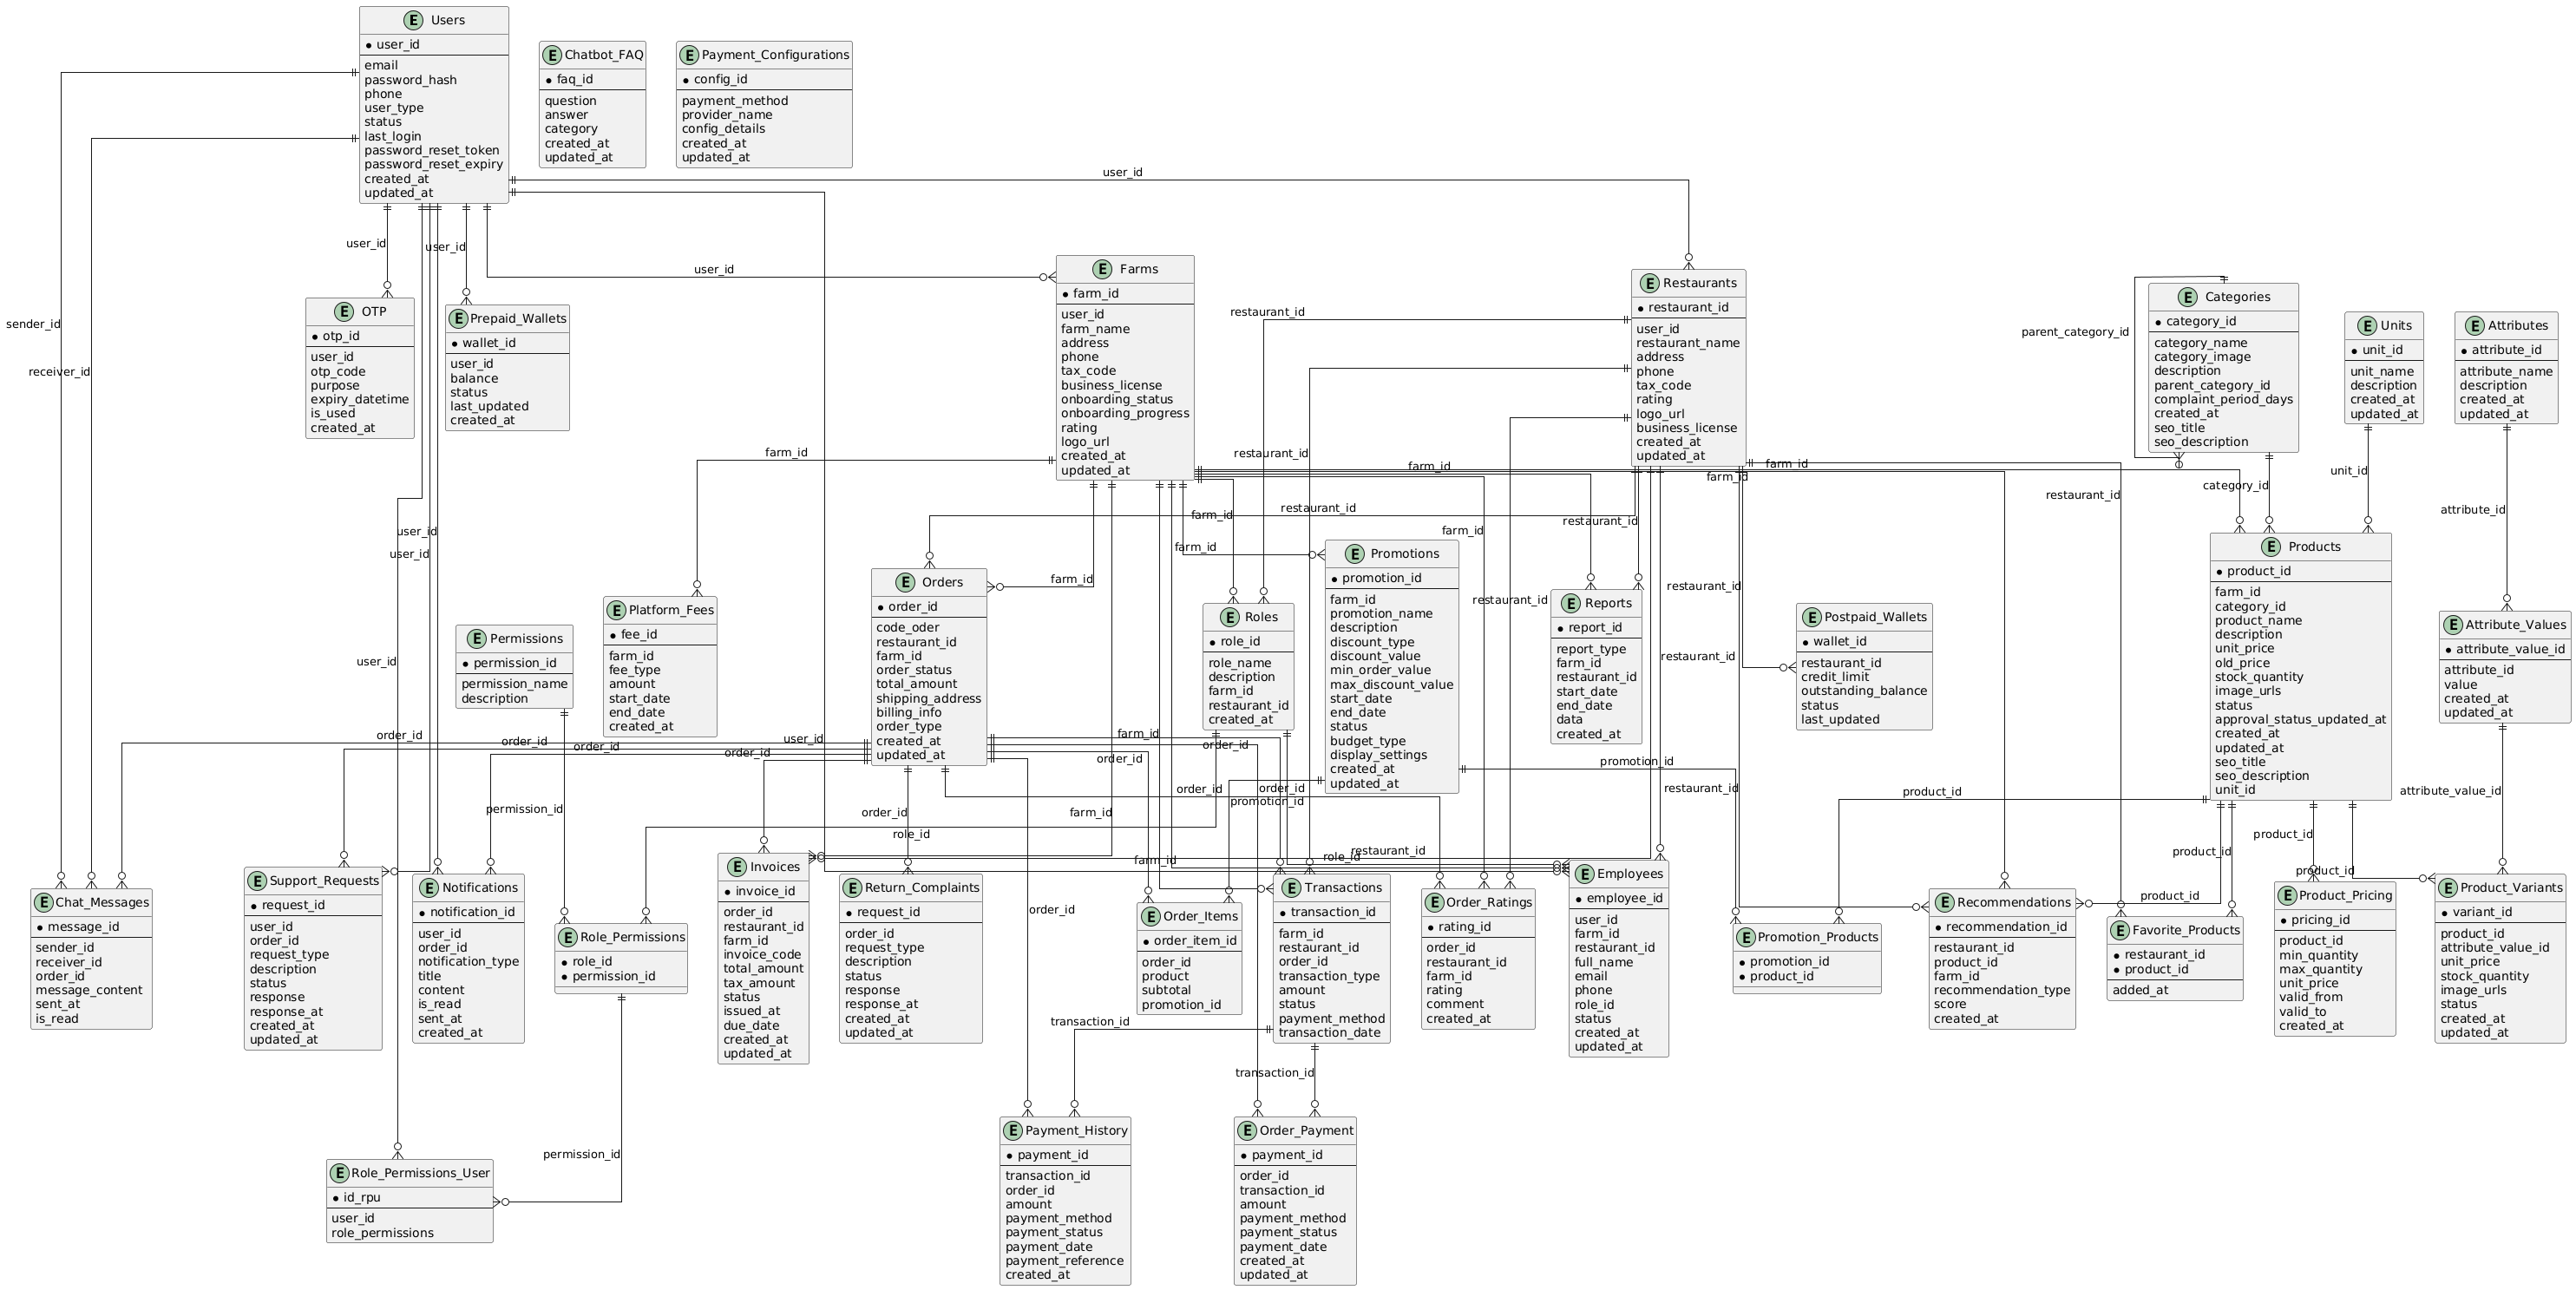 Users
* user_id
email
password_hash
phone
user_type
status
last_login
password_reset_token
password_reset_expiry
created_at
updated_at
Chatbot_FAQ
* faq_id
question
answer
category
created_at
updated_at
Payment_Configurations
* config_id
payment_method
provider_name
config_details
created_at
updated_at
user_id
user_id
user_id
user_id
sender_id
receiver_id
OTP
* otp_id
user_id
otp_code
purpose
expiry_datetime
is_used
created_at
Prepaid_Wallets
* wallet_id
user_id
balance
status
last_updated
created_at
Farms
* farm_id
user_id
farm_name
address
phone
tax_code
business_license
onboarding_status
onboarding_progress
rating
logo_url
created_at
updated_at
Restaurants
* restaurant_id
user_id
restaurant_name
address
phone
tax_code
rating
logo_url
business_license
created_at
updated_at
Categories
* category_id
category_name
category_image
description
parent_category_id
complaint_period_days
created_at
seo_title
seo_description
parent_category_id
Units
* unit_id
unit_name
description
created_at
updated_at
Attributes
* attribute_id
attribute_name
description
created_at
updated_at
restaurant_id
restaurant_id
farm_id
farm_id
farm_id
farm_id
restaurant_id
category_id
unit_id
attribute_id
user_id
user_id
user_id
farm_id
restaurant_id
farm_id
restaurant_id
farm_id
farm_id
restaurant_id
restaurant_id
restaurant_id
Permissions
* permission_id
permission_name
description
Platform_Fees
* fee_id
farm_id
fee_type
amount
start_date
end_date
created_at
Orders
* order_id
code_oder
restaurant_id
farm_id
order_status
total_amount
shipping_address
billing_info
order_type
created_at
updated_at
Roles
* role_id
role_name
description
farm_id
restaurant_id
created_at
Promotions
* promotion_id
farm_id
promotion_name
description
discount_type
discount_value
min_order_value
max_discount_value
start_date
end_date
status
budget_type
display_settings
created_at
updated_at
Reports
* report_id
report_type
farm_id
restaurant_id
start_date
end_date
data
created_at
Postpaid_Wallets
* wallet_id
restaurant_id
credit_limit
outstanding_balance
status
last_updated
Products
* product_id
farm_id
category_id
product_name
description
unit_price
old_price
stock_quantity
image_urls
status
approval_status_updated_at
created_at
updated_at
seo_title
seo_description
unit_id
Attribute_Values
* attribute_value_id
attribute_id
value
created_at
updated_at
order_id
order_id
order_id
order_id
user_id
farm_id
order_id
order_id
order_id
order_id
promotion_id
promotion_id
restaurant_id
product_id
attribute_value_id
permission_id
order_id
role_id
farm_id
farm_id
role_id
restaurant_id
product_id
product_id
product_id
product_id
order_id
Chat_Messages
* message_id
sender_id
receiver_id
order_id
message_content
sent_at
is_read
Support_Requests
* request_id
user_id
order_id
request_type
description
status
response
response_at
created_at
updated_at
Notifications
* notification_id
user_id
order_id
notification_type
title
content
is_read
sent_at
created_at
Role_Permissions
* role_id
* permission_id
Invoices
* invoice_id
order_id
restaurant_id
farm_id
invoice_code
total_amount
tax_amount
status
issued_at
due_date
created_at
updated_at
Return_Complaints
* request_id
order_id
request_type
description
status
response
response_at
created_at
updated_at
Order_Items
* order_item_id
order_id
product
subtotal
promotion_id
Transactions
* transaction_id
farm_id
restaurant_id
order_id
transaction_type
amount
status
payment_method
transaction_date
Order_Ratings
* rating_id
order_id
restaurant_id
farm_id
rating
comment
created_at
Employees
* employee_id
user_id
farm_id
restaurant_id
full_name
email
phone
role_id
status
created_at
updated_at
Promotion_Products
* promotion_id
* product_id
Recommendations
* recommendation_id
restaurant_id
product_id
farm_id
recommendation_type
score
created_at
Favorite_Products
* restaurant_id
* product_id
added_at
Product_Pricing
* pricing_id
product_id
min_quantity
max_quantity
unit_price
valid_from
valid_to
created_at
Product_Variants
* variant_id
product_id
attribute_value_id
unit_price
stock_quantity
image_urls
status
created_at
updated_at
transaction_id
transaction_id
permission_id
Role_Permissions_User
* id_rpu
user_id
role_permissions
Payment_History
* payment_id
transaction_id
order_id
amount
payment_method
payment_status
payment_date
payment_reference
created_at
Order_Payment
* payment_id
order_id
transaction_id
amount
payment_method
payment_status
payment_date
created_at
updated_at